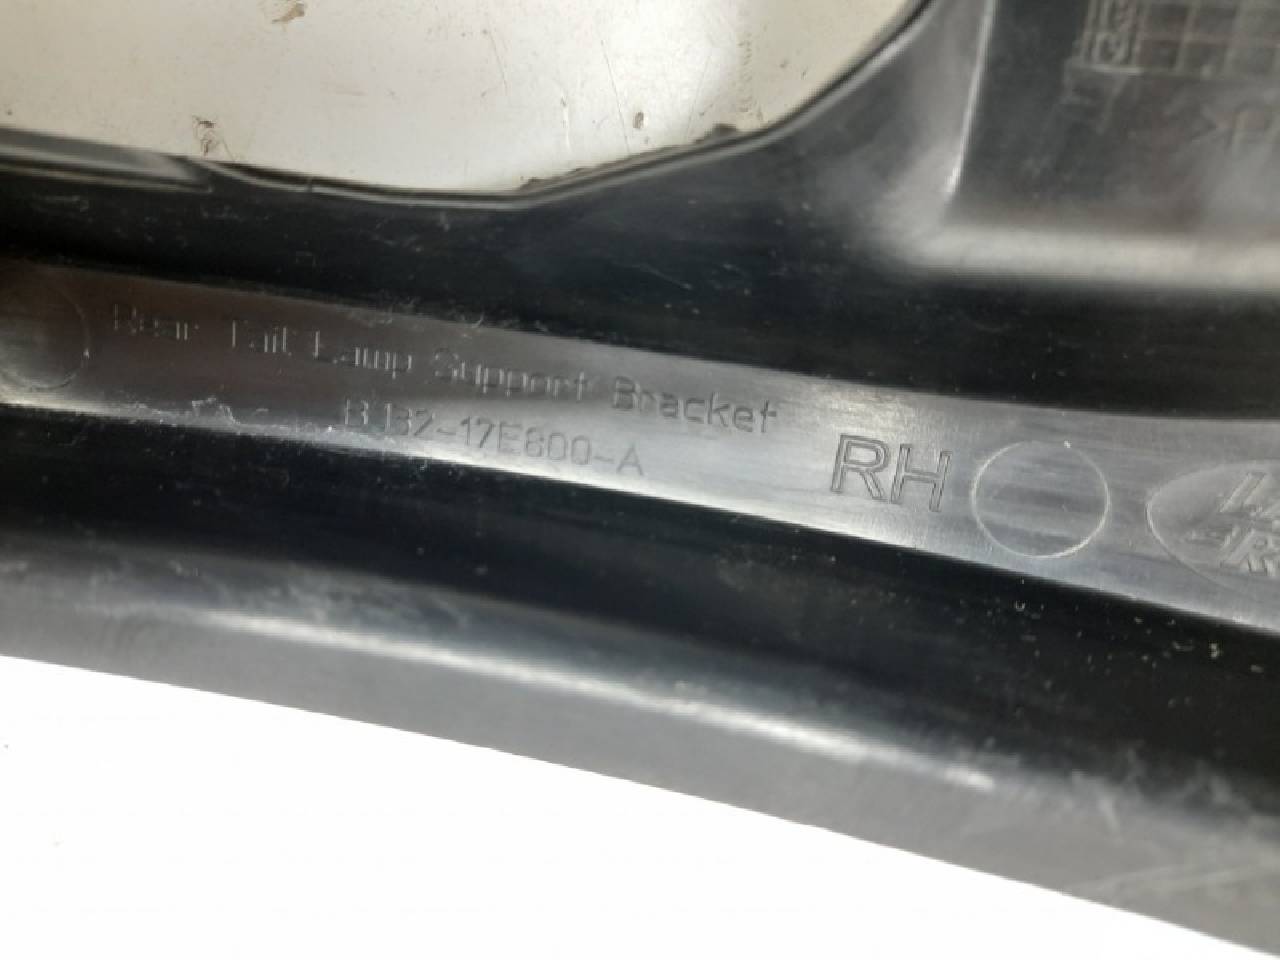 Rear Tail Lamp Support Bracket
BJ32-17E800-A
RH